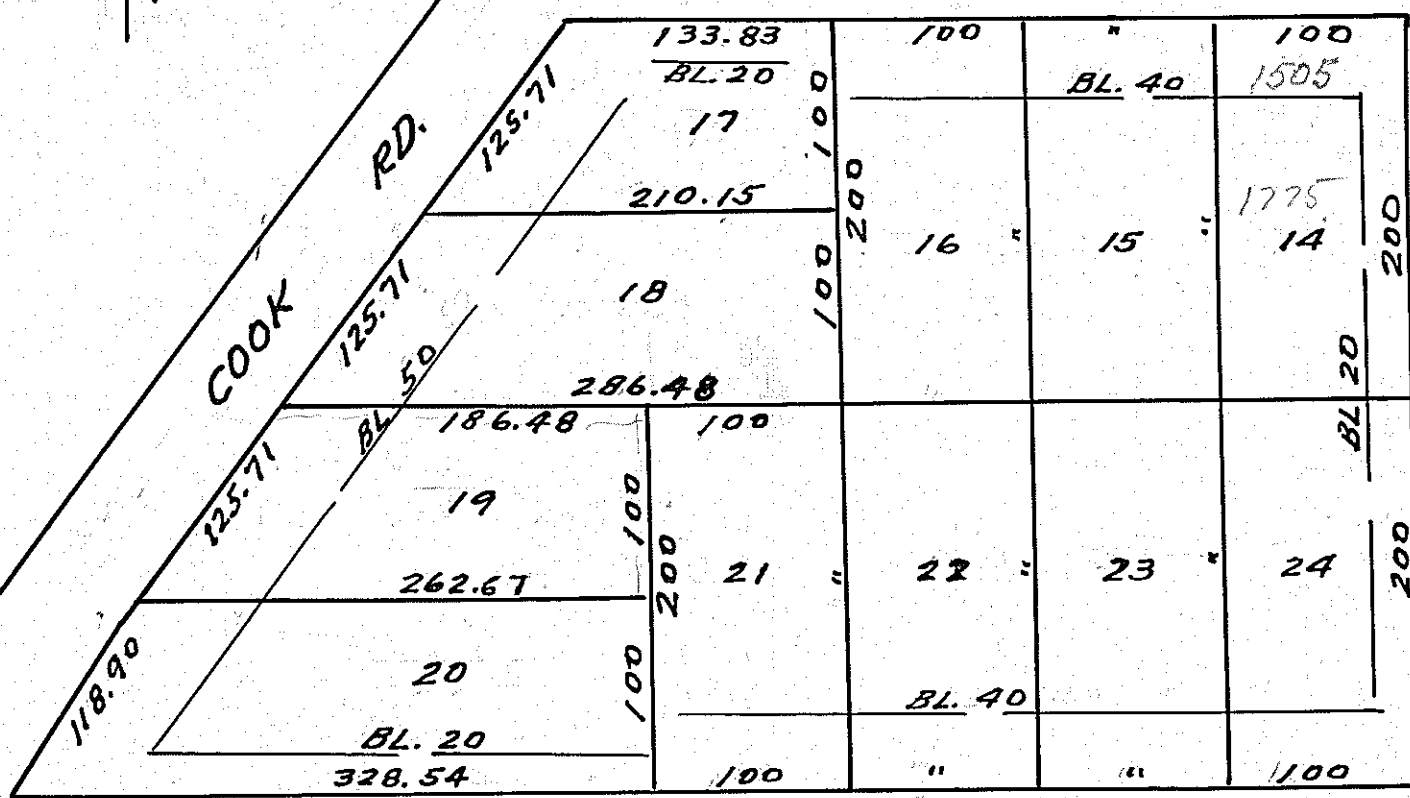 133.83 100 " 100
BL. 20 BL. 40 1505
125.71 17 100
RD.
210.15 200 1775
16 " 15 " 14 200
18 100
125.71
COOK
BL 50 286.48 BL 20
186.48 100
125.71 19 100
262.67 200 21 " 22 " 23 " 24 200
118.90 20 100
BL. 40
BL. 20
328.54 100 " " 100